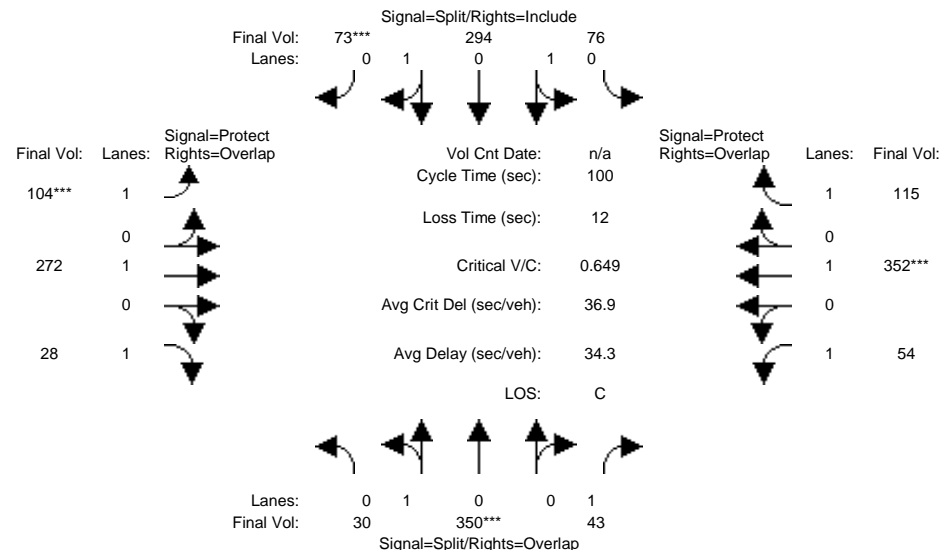 Signal=Split/Rights=Include
Final Vol: 73*** 294 76
Lanes: 0 1 0 1 0
Signal=Protect
Final Vol: Lanes: Rights=Overlap
Vol Cnt Date: n/a
Signal=Protect
Rights=Overlap Lanes: Final Vol:
Cycle Time (sec): 100
104*** 1
1 115
Loss Time (sec): 12
0
0
272 1
Critical V/C: 0.649
1 352***
0
Avg Crit Del (sec/veh): 36.9
0
28 1
Avg Delay (sec/veh): 34.3
1 54
LOS: C
Lanes: 0 1 0 0 1
Final Vol: 30 350*** 43
Signal=Split/Rights=Overlap